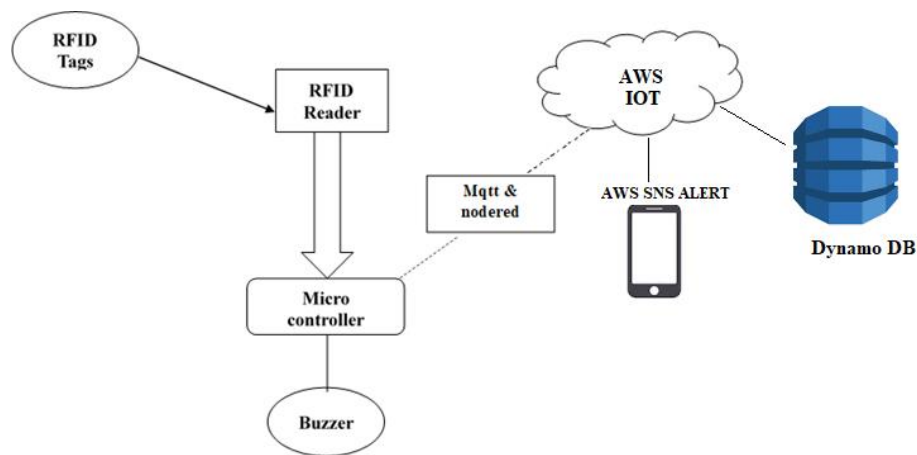 RFID
Tags
RFID
Reader
AWS
IOT
Mqtt &
nodered
AWS SNS ALERT
Dynamo DB
Micro
controller
Buzzer